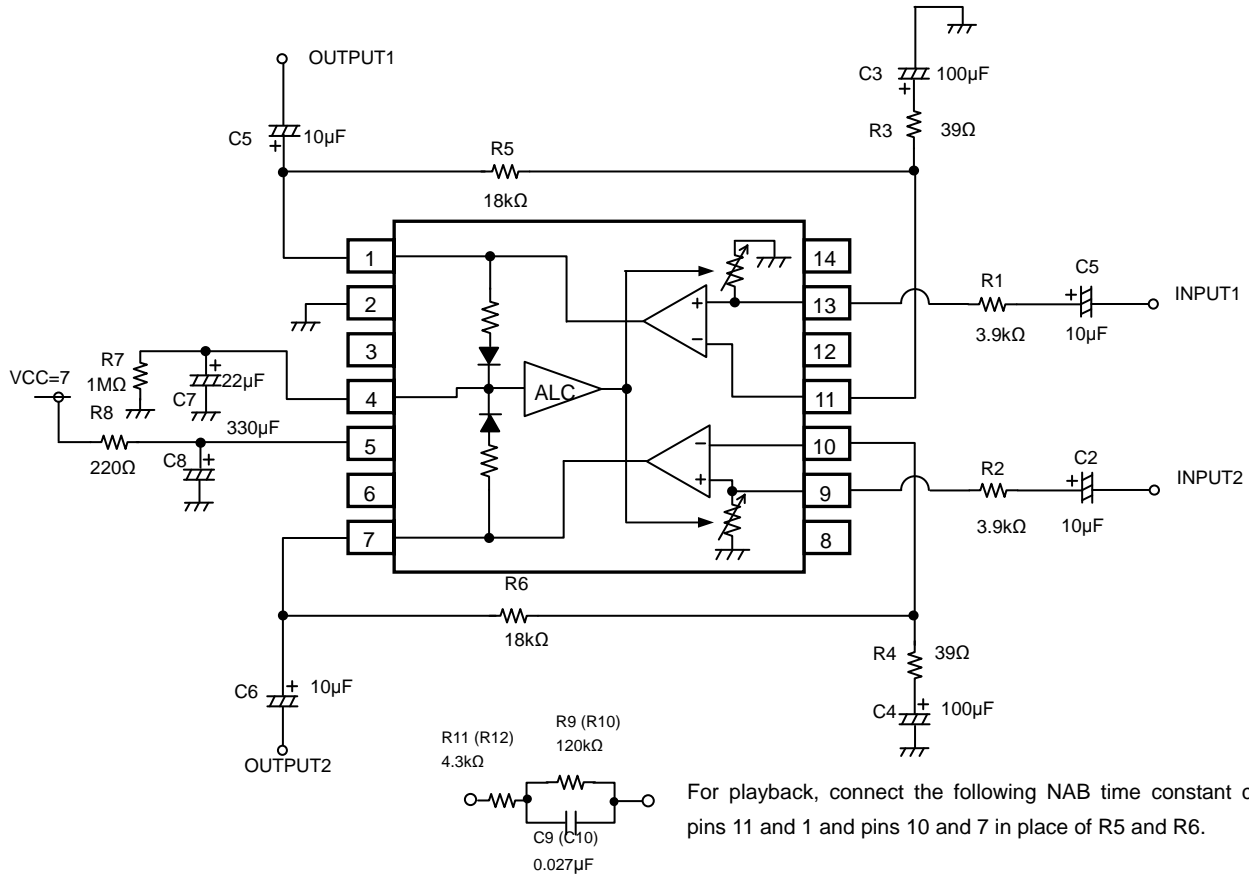 OUTPUT1
C5
10µF
C3
100µF
R3
39Ω
R5
18kΩ
1
2
3
4
5
6
7
14
13
12
11
10
9
8
+
−
ALC
−
+
R1
3.9kΩ
C5
+
10µF
INPUT1
R2
3.9kΩ
C2
+
10µF
INPUT2
VCC=7
R7
1MΩ
+
22µF
C7
R8
220Ω
330µF
C8
+
R6
18kΩ
C6
+
10µF
OUTPUT2
R4
39Ω
C4
+
100µF
R11 (R12)
4.3kΩ
R9 (R10)
120kΩ
C9 (C10)
0.027µF
For playback, connect the following NAB time constant
pins 11 and 1 and pins 10 and 7 in place of R5 and R6.